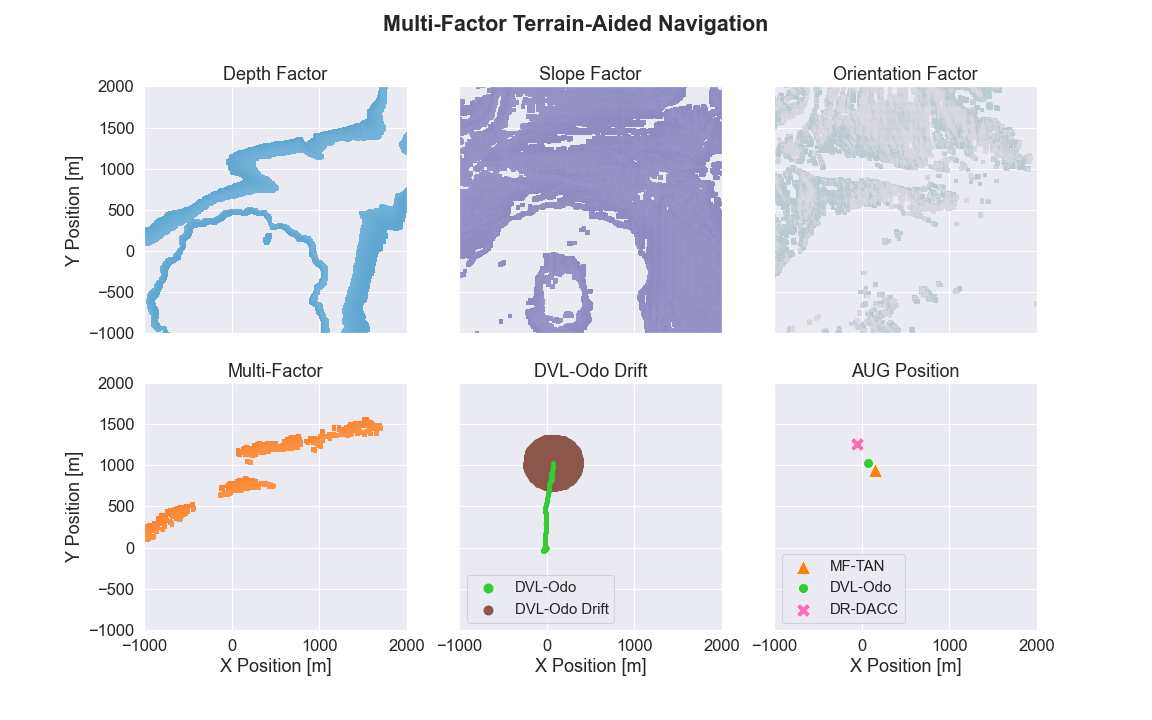 Multi-Factor Terrain-Aided Navigation
Depth Factor
Slope Factor
Orientation Factor
2000
1500
1000
500
0
−500
−1000
Y Position [m]
Multi-Factor
DVL-Odo Drift
AUG Position
2000
1500
1000
500
0
−500
−1000
Y Position [m]
DVL-Odo
DVL-Odo Drift
MF-TAN
DVL-Odo
DR-DACC
−1000 0 1000 2000
−1000 0 1000 2000
−1000 0 1000 2000
X Position [m]
X Position [m]
X Position [m]